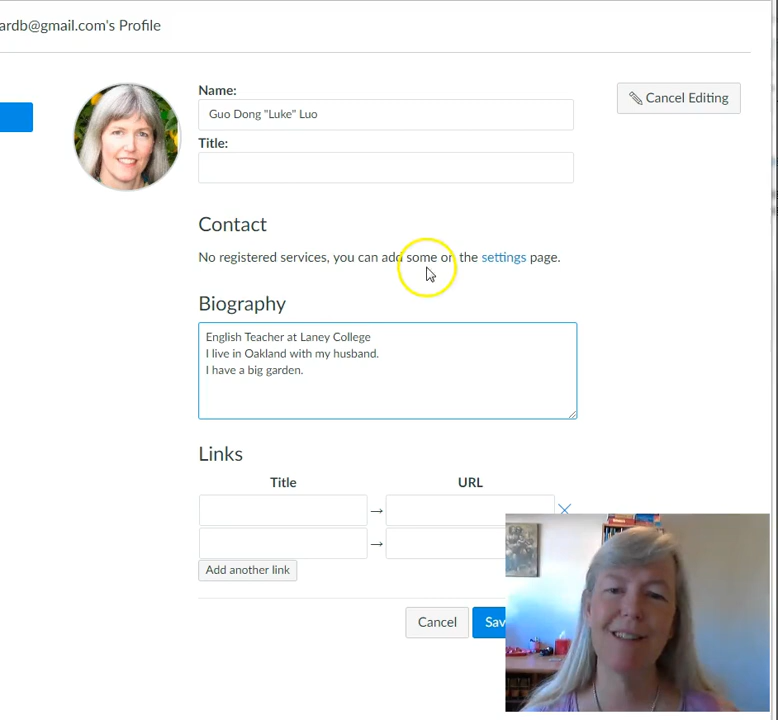 ardb@gmail.com's Profile
Name:
Cancel Editing
Guo Dong "Luke" Luo
Title:
Contact
No registered services, you can add some on the settings page.
Biography
English Teacher at Laney College
I live in Oakland with my husband.
I have a big garden.
Links
Title
URL
→
→
Add another link
Cancel
Sav